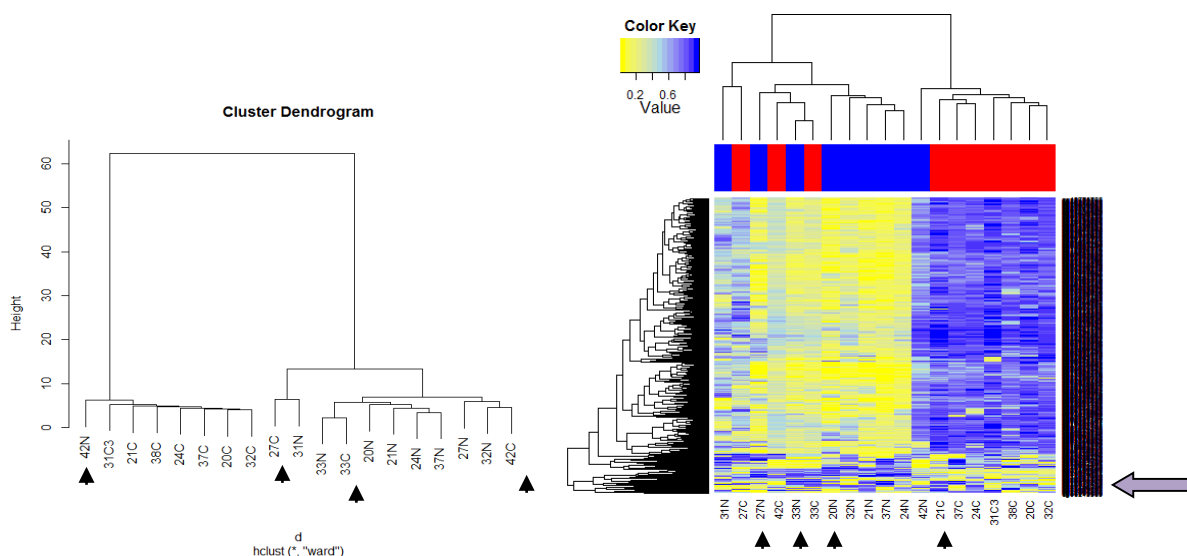 Color Key
0.2 0.6
Value
Cluster Dendrogram
Height
0 10 20 30 40 50 60
42N 31C3 21C 38C 24C 37C 20C 32C 27C 31N 33N 33C 20N 21N 24N 37N 27N 32N 42C
d
hclust (*, "ward")
31N 27C 27N 42C 33N 33C 20N 32N 21N 37N 24N 42N 21C 37C 24C 31C3 38C 20C 32C